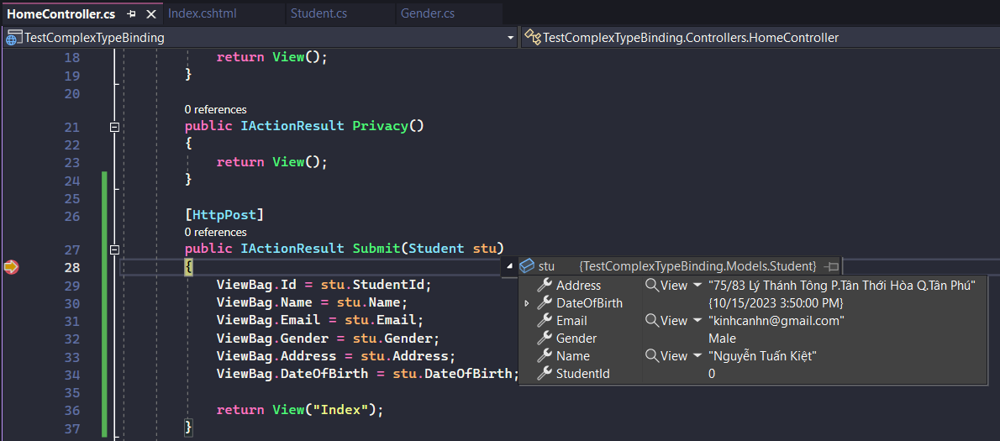 HomeController.cs Index.cshtml Student.cs Gender.cs
TestComplexTypeBinding TestComplexTypeBinding.Controllers.HomeController
18 return View();
19 }
20
0 references
21 public IActionResult Privacy()
22 {
23 return View();
24 }
25
26 [HttpPost]
0 references
27 public IActionResult Submit(Student stu)
28 {
stu {TestComplexTypeBinding.Models.Student}
29 ViewBag.Id = stu.StudentId;
Address View "75/83 Lý Thánh Tông P.Tân Thới Hòa Q.Tân Phú"
30 ViewBag.Name = stu.Name;
DateOfBirth {10/15/2023 3:50:00 PM}
31 ViewBag.Email = stu.Email;
Email View "kinhcanhn@gmail.com"
32 ViewBag.Gender = stu.Gender;
Gender Male
33 ViewBag.Address = stu.Address;
Name View "Nguyễn Tuấn Kiệt"
34 ViewBag.DateOfBirth = stu.DateOfBirth;
StudentId 0
35
36 return View("Index");
37 }